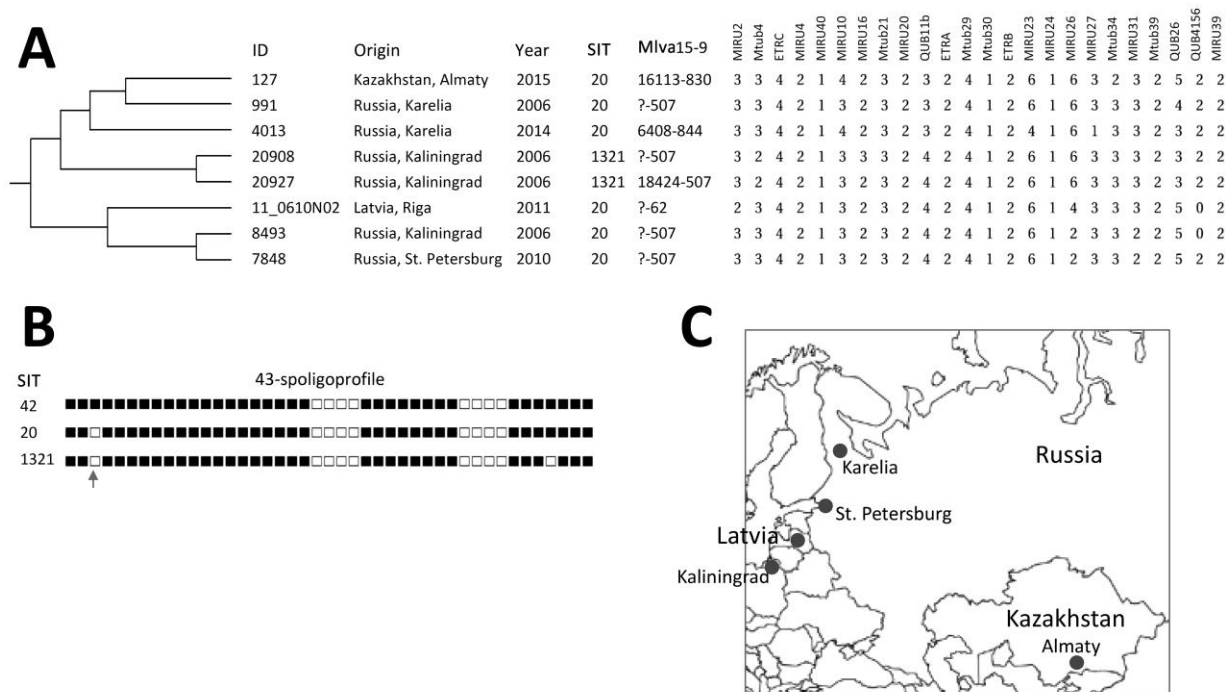 A
ID Origin Year SIT Mlva15-9 MIRU2 Mtub4 ETRC MIRU4 MIRU40 MIRU10 MIRU16 Mtub21 MIRU20 QUB11b ETRA Mtub29 Mtub30 ETRB MIRU23 MIRU24 MIRU26 MIRU27 Mtub34 MIRU31 Mtub39 QUB26 QUB4156 MIRU39
127 Kazakhstan, Almaty 2015 20 16113-830 3 3 4 2 1 4 2 3 2 3 2 4 1 2 6 1 6 3 2 3 2 5 2 2
991 Russia, Karelia 2006 20 ?-507 3 3 4 2 1 3 2 3 2 4 2 4 1 2 6 1 6 3 3 3 2 4 2 2
4013 Russia, Karelia 2014 20 6408-844 3 3 4 2 1 4 2 3 2 2 2 4 1 2 4 1 6 1 3 3 2 3 2 2
20908 Russia, Kaliningrad 2006 1321 ?-507 3 2 4 2 1 3 3 3 2 4 2 4 1 2 6 1 6 3 3 3 2 3 2 2
20927 Russia, Kaliningrad 2006 1321 18424-507 3 2 4 2 1 3 2 3 2 4 2 4 1 2 6 1 6 3 3 3 2 3 2 2
11_0610N02 Latvia, Riga 2011 20 ?-62 2 3 4 2 1 3 2 3 2 4 2 4 1 2 6 1 4 3 3 3 2 5 0 2
8493 Russia, Kaliningrad 2006 20 ?-507 3 3 4 2 1 3 2 3 2 4 2 4 1 2 6 1 2 3 3 2 2 5 0 2
7848 Russia, St. Petersburg 2010 20 ?-507 3 3 4 2 1 3 2 3 2 4 2 4 1 2 6 1 2 3 3 2 2 5 2 2
B
SIT 43-spoligoprofile
42
20
1321
C
Russia
Karelia
St. Petersburg
Latvia
Kaliningrad
Kazakhstan
Almaty